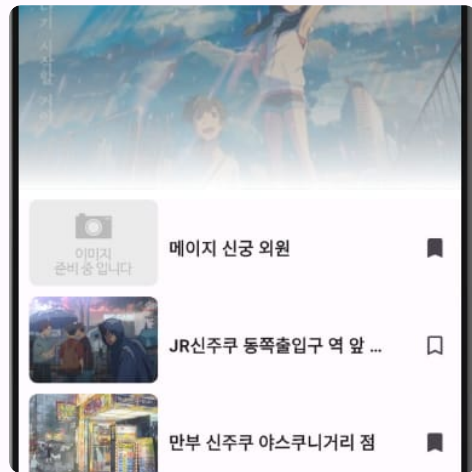 이미지
준비 중 입니다
메이지 신궁 외원
JR신주쿠 동쪽출입구 역 앞 ...
만부 신주쿠 야스쿠니거리 점